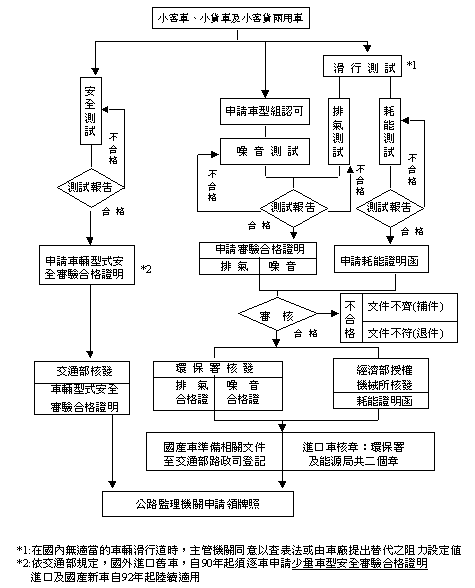 小客車、小貨車及小客貨兩用車
滑行測試
*1
安全測試
申請車型組認可
排氣測試
耗能測試
不合格
噪音測試
不合格
不合格
不合格
測試報告
測試報告
測試報告
合格
合格
合格
申請車輛型式安
全審驗合格證明
*2
申請審驗合格證明
排氣
噪音
申請耗能證明函
審核
不合格
文件不齊(補件)
文件不符(退件)
合格
交通部核發
車輛型式安全
審驗合格證明
環保署核發
排氣
合格證
噪音
合格證
經濟部授權
機械所核發
耗能證明函
國產車準備相關文件
至交通部路政司登記
進口車核章：環保署
及能源局共二個章
公路監理機關申請領牌照
*1:在國內無適當的車輛滑行道時，主管機關同意以查表法或由車廠提出替代之阻力設定值
*2:依交通部規定，國外進口舊車，自90年起須逐車申請少量車型安全審驗合格證明
進口及國產新車自92年起陸續適用